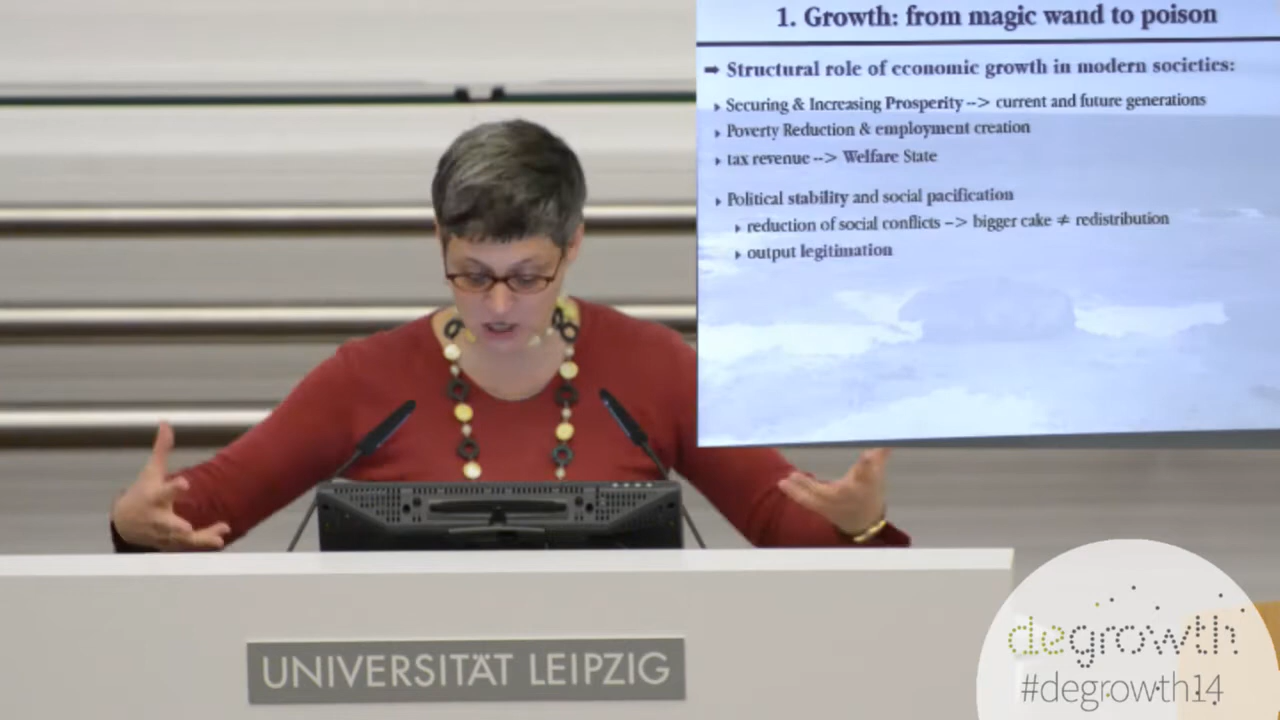 1. Growth: from magic wand to poison
➡ Structural role of economic growth in modern societies:
▸ Securing & Increasing Prosperity --> current and future generations
▸ Poverty Reduction & employment creation
▸ tax revenue --> Welfare State
▸ Political stability and social pacification
▸ reduction of social conflicts --> bigger cake ≠ redistribution
▸ output legitimation
UNIVERSITÄT LEIPZIG
degrowth
#degrowth14